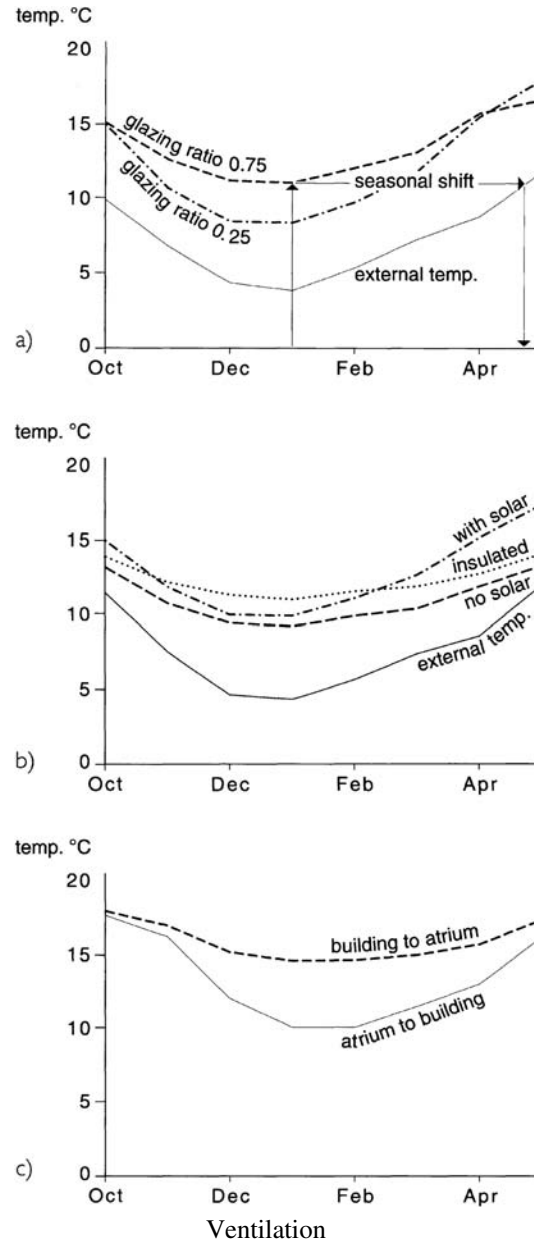 temp. °C
20
15
10
5
0
glazing ratio 0.75
glazing ratio 0.25
seasonal shift
external temp.
a)
Oct
Dec
Feb
Apr
temp. °C
20
15
10
5
0
with solar
insulated
no solar
external temp.
b)
Oct
Dec
Feb
Apr
temp. °C
20
15
10
5
0
building to atrium
atrium to building
c)
Oct
Dec
Feb
Apr
Ventilation